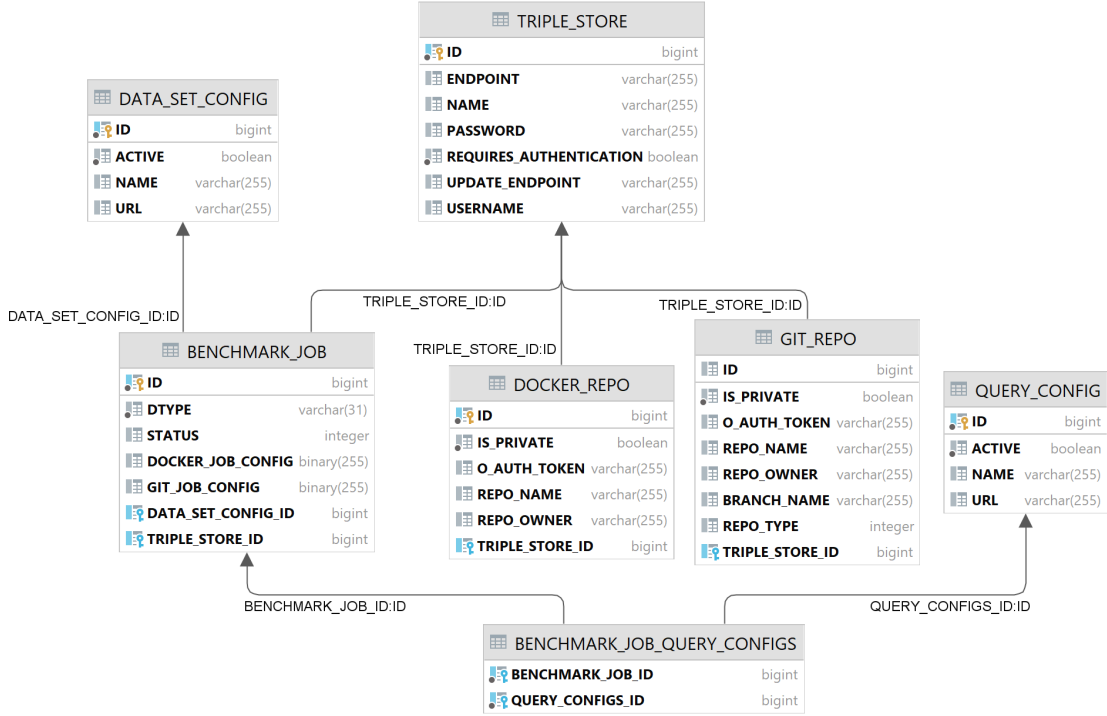 TRIPLE_STORE
ID bigint
ENDPOINT varchar(255)
NAME varchar(255)
PASSWORD varchar(255)
REQUIRES_AUTHENTICATION boolean
UPDATE_ENDPOINT varchar(255)
USERNAME varchar(255)
DATA_SET_CONFIG
ID bigint
ACTIVE boolean
NAME varchar(255)
URL varchar(255)
DATA_SET_CONFIG_ID:ID
TRIPLE_STORE_ID:ID
TRIPLE_STORE_ID:ID
TRIPLE_STORE_ID:ID
BENCHMARK_JOB
ID bigint
DTYPE varchar(31)
STATUS integer
DOCKER_JOB_CONFIG binary(255)
GIT_JOB_CONFIG binary(255)
DATA_SET_CONFIG_ID bigint
TRIPLE_STORE_ID bigint
DOCKER_REPO
ID bigint
IS_PRIVATE boolean
O_AUTH_TOKEN varchar(255)
REPO_NAME varchar(255)
REPO_OWNER varchar(255)
TRIPLE_STORE_ID bigint
GIT_REPO
ID bigint
IS_PRIVATE boolean
O_AUTH_TOKEN varchar(255)
REPO_NAME varchar(255)
REPO_OWNER varchar(255)
BRANCH_NAME varchar(255)
REPO_TYPE integer
TRIPLE_STORE_ID bigint
QUERY_CONFIG
ID bigint
ACTIVE boolean
NAME varchar(255)
URL varchar(255)
BENCHMARK_JOB_ID:ID
QUERY_CONFIGS_ID:ID
BENCHMARK_JOB_QUERY_CONFIGS
BENCHMARK_JOB_ID bigint
QUERY_CONFIGS_ID bigint